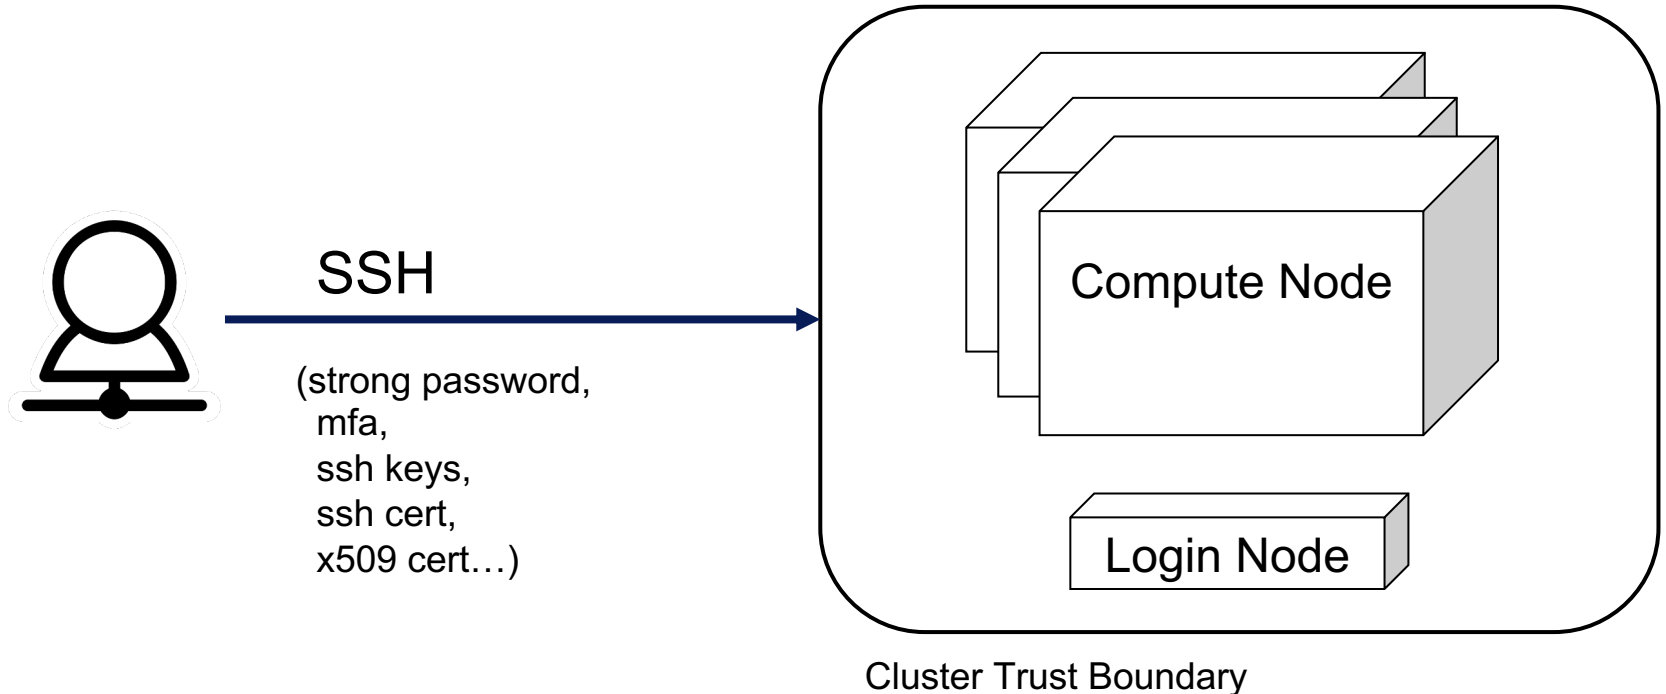 SSH
(strong password,
mfa,
ssh keys,
ssh cert,
x509 cert…)
Compute Node
Login Node
Cluster Trust Boundary